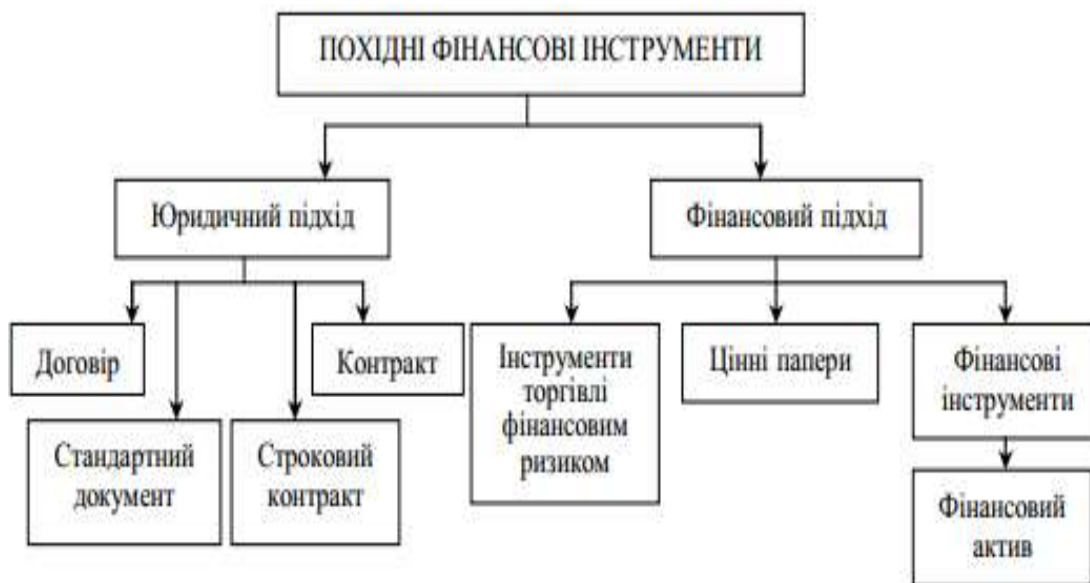 ПОХІДНІ ФІНАНСОВІ ІНСТРУМЕНТИ
Юридичний підхід
Фінансовий підхід
Договір
Контракт
Стандартний
документ
Строковий
контракт
Інструменти
торгівлі
фінансовим
ризиком
Цінні папери
Фінансові
інструменти
Фінансовий
актив